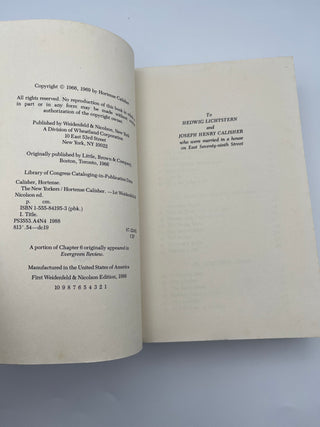 Copyright © 1968, 1969 by Hortense Calisher
All rights reserved. No reproduction of this book in whole or
in part or in any form may be made without written
authorization of the copyright owner.
Published by Weidenfeld & Nicolson, New York
A Division of Wheatland Corporation
10 East 53rd Street
New York, NY 10022
Originally published by Little, Brown & Company,
Boston, Toronto, 1966
Library of Congress Cataloging-in-Publication Data
Calisher, Hortense.
The New Yorkers / Hortense Calisher. —1st Weidenfeld
Nicolson ed.
p. cm.
ISBN 1-555-84195-3 (pbk.)
I. Title.
PS3553.A4N4 1988
813'.54—dc19
CIP
A portion of Chapter 6 originally appeared in
Evergreen Review.
Manufactured in the United States of America
First Weidenfeld & Nicolson Edition, 1988
10 9 8 7 6 5 4 3 2 1
To
HEDWIG LICHTSTERN
and
JOSEPH HENRY CALISHER
who were married in a house
on East Seventy-ninth Street